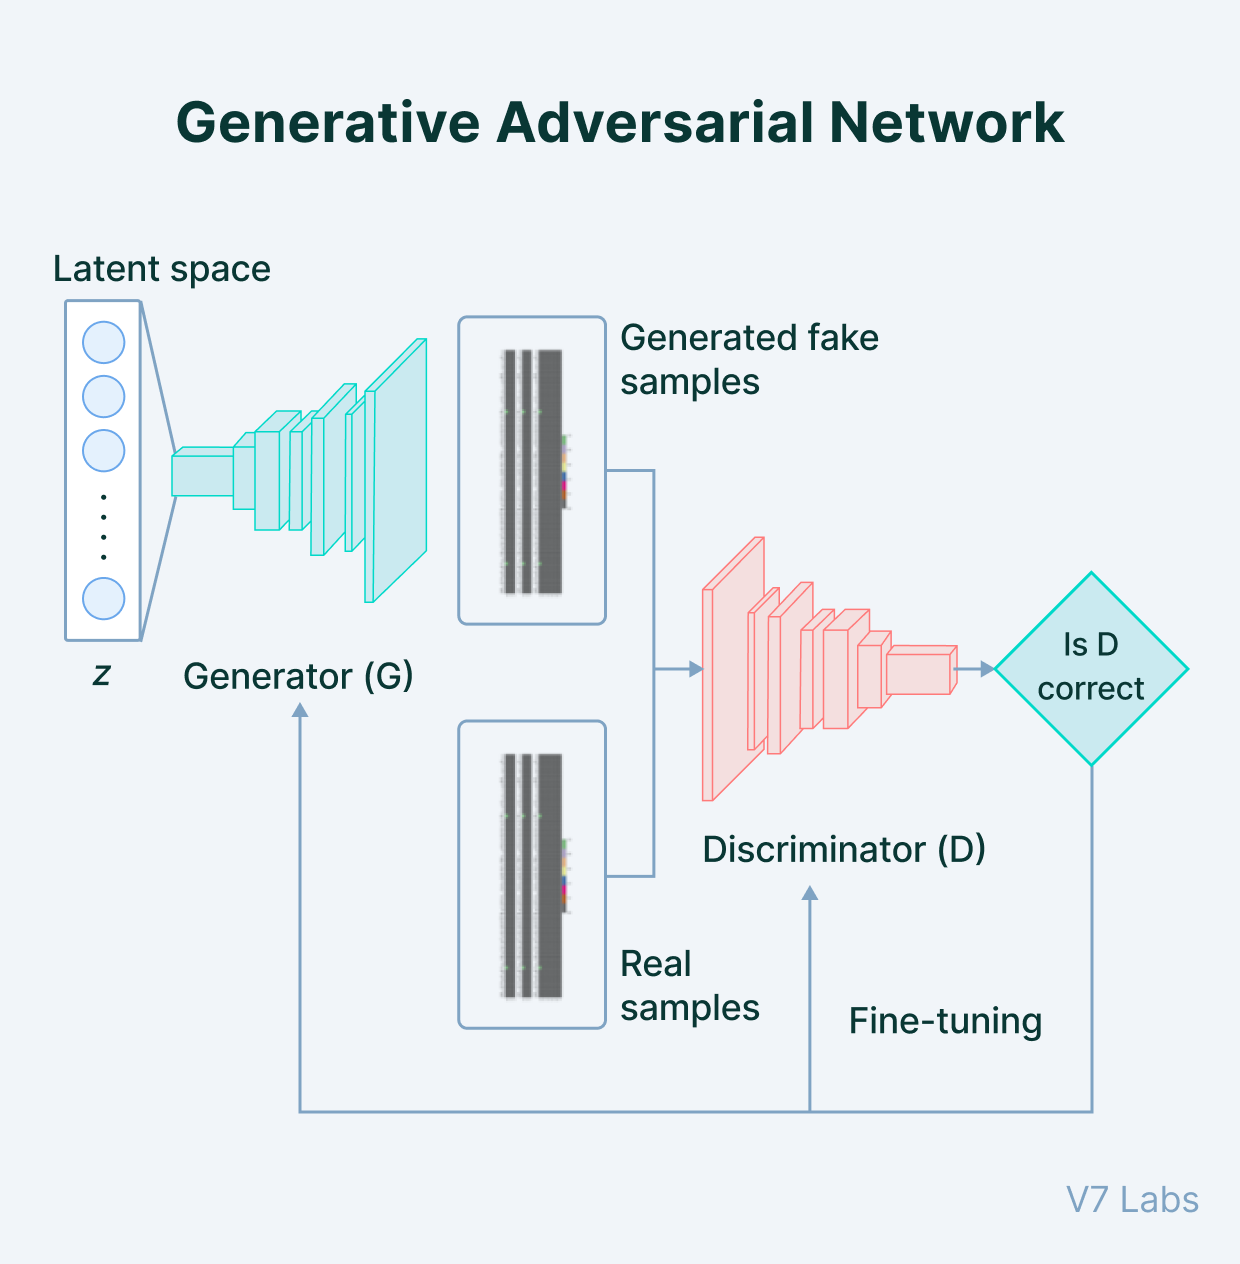 Generative Adversarial Network
Latent space
z
Generator (G)
Generated fake
samples
Real
samples
Discriminator (D)
Is D
correct
Fine-tuning
V7 Labs